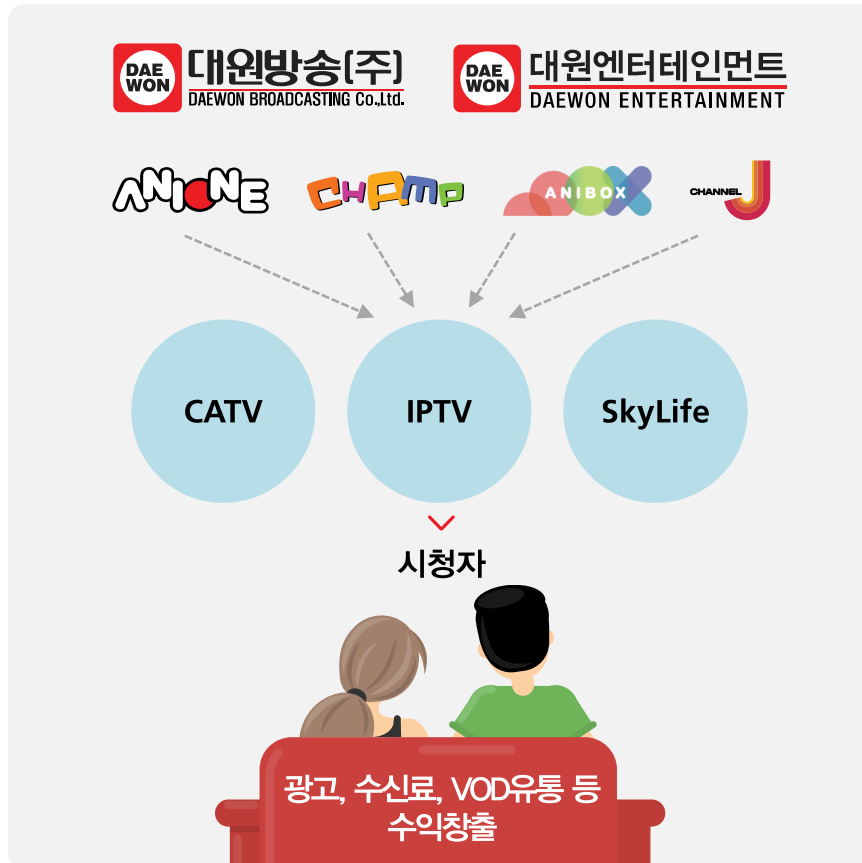 DAE
WON
대원방송(주)
DAEWON BROADCASTING Co.,Ltd.
DAE
WON
대원엔터테인먼트
DAEWON ENTERTAINMENT
ANIONE
CHAMP
ANIBOX
CHANNEL J
CATV
IPTV
SkyLife
시청자
광고, 수신료, VOD유통 등
수익창출